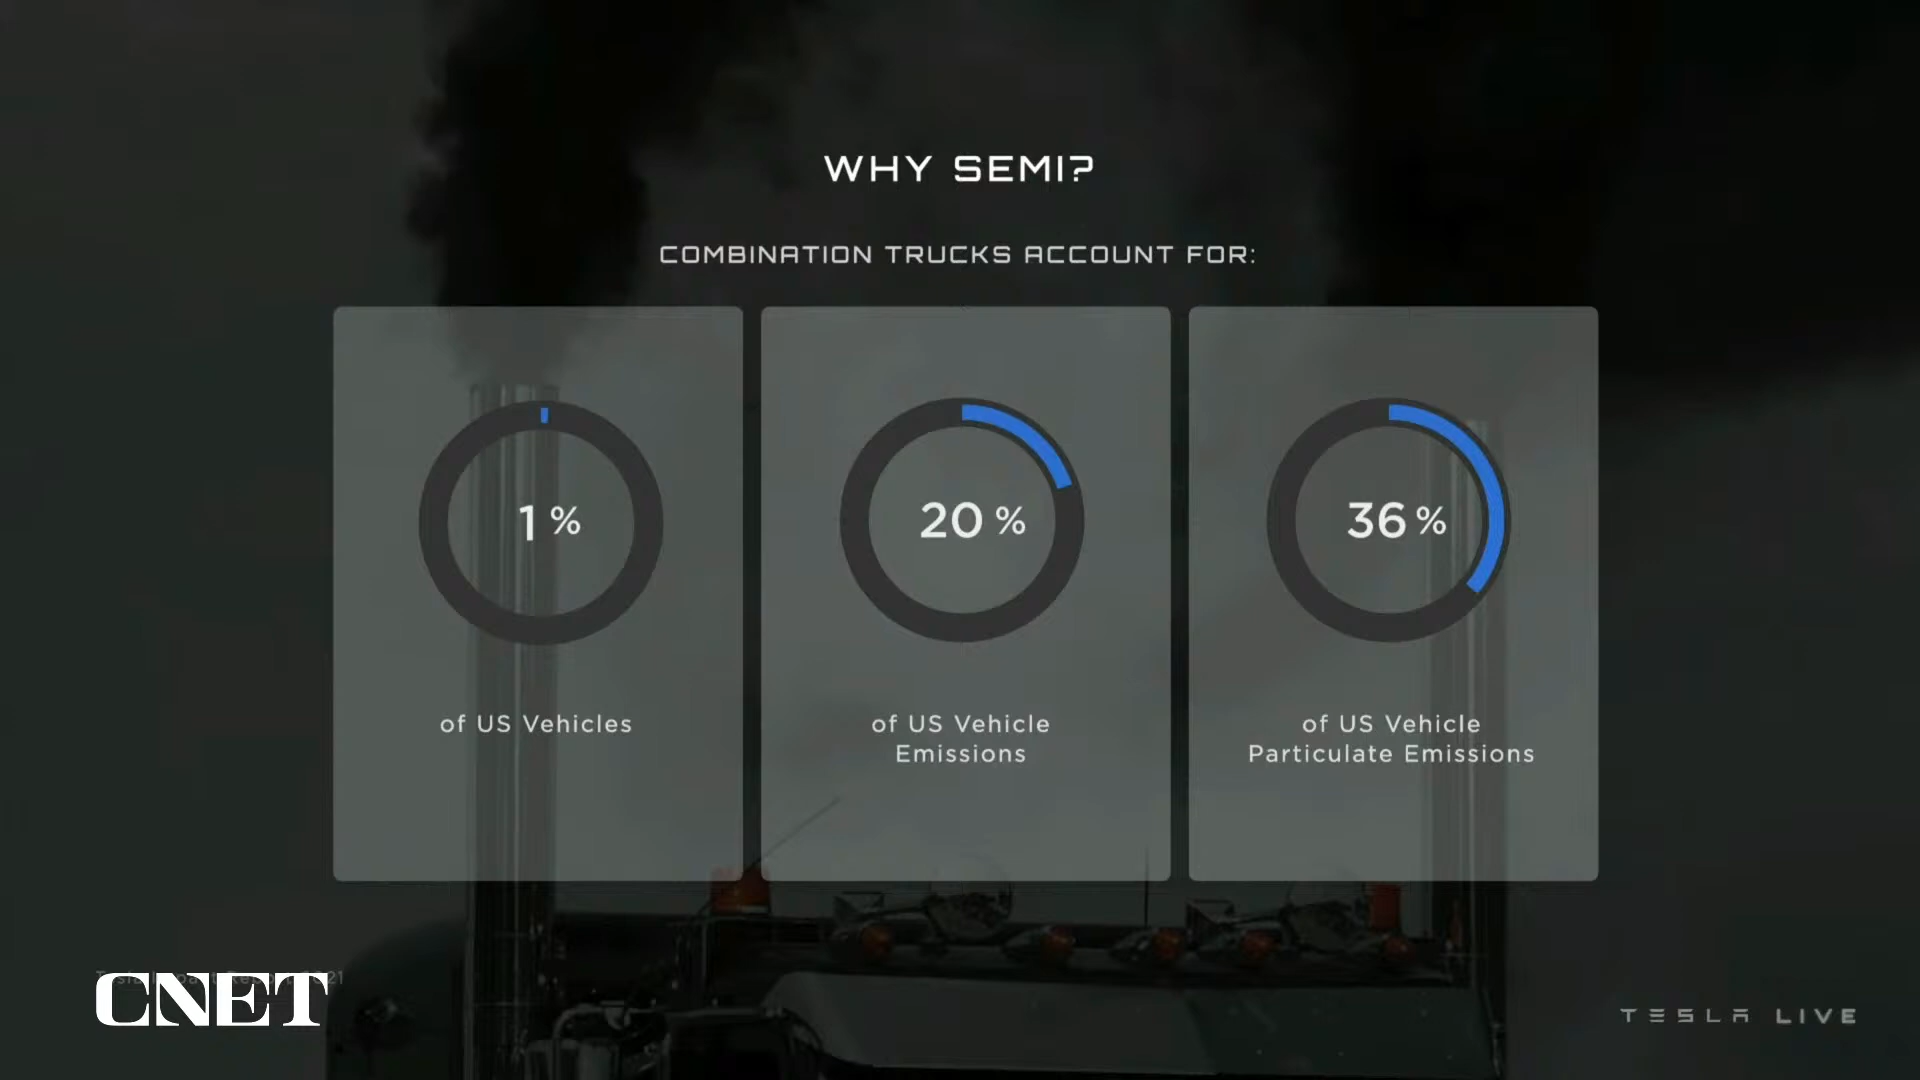 WHY SEMI?
COMBINATION TRUCKS ACCOUNT FOR:
1 %
of US Vehicles
20 %
of US Vehicle
Emissions
36 %
of US Vehicle
Particulate Emissions
CNET
TESLA LIVE